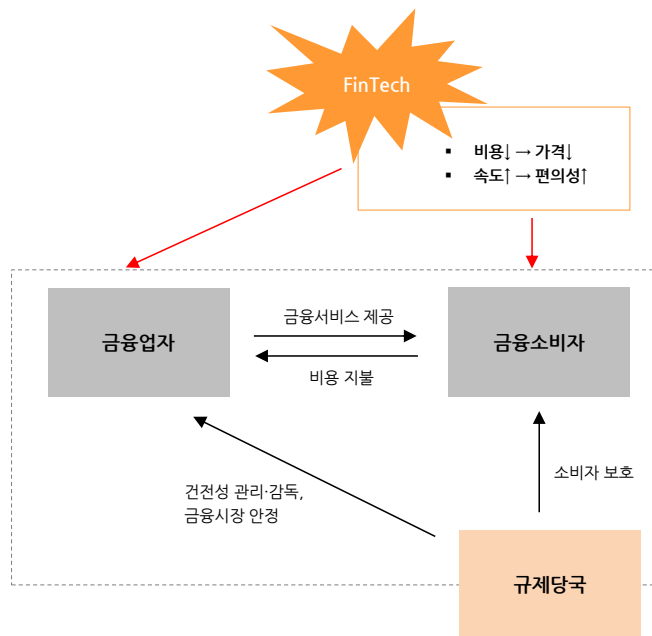 FinTech
▪ 비용↓ → 가격↓
▪ 속도↑ → 편의성↑
금융업자
금융서비스 제공
비용 지불
금융소비자
건전성 관리·감독,
금융시장 안정
소비자 보호
규제당국